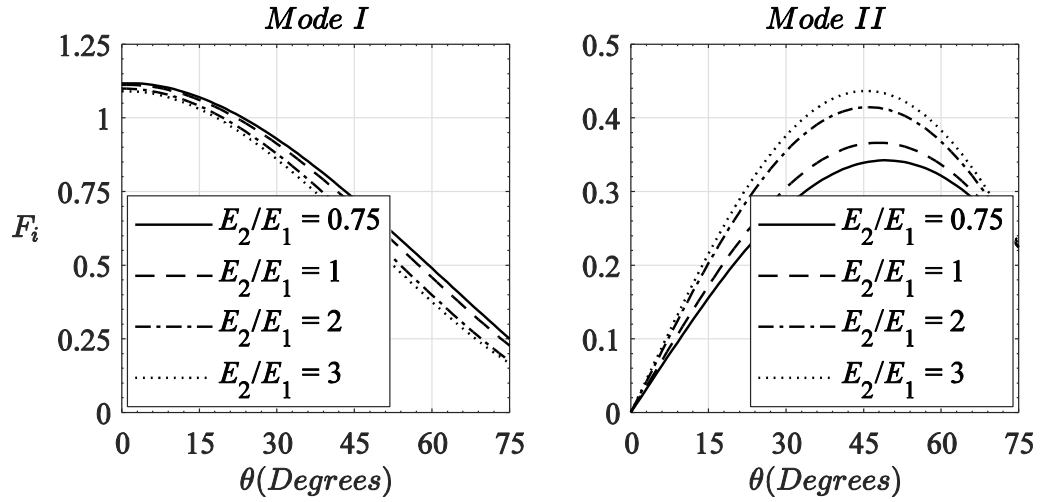 Mode I
1.25
1
0.75
0.5
0.25
0
F_i
E_2/E_1 = 0.75
E_2/E_1 = 1
E_2/E_1 = 2
E_2/E_1 = 3
0 15 30 45 60 75
θ(Degrees)
Mode II
0.5
0.4
0.3
0.2
0.1
0
E_2/E_1 = 0.75
E_2/E_1 = 1
E_2/E_1 = 2
E_2/E_1 = 3
0 15 30 45 60 75
θ(Degrees)